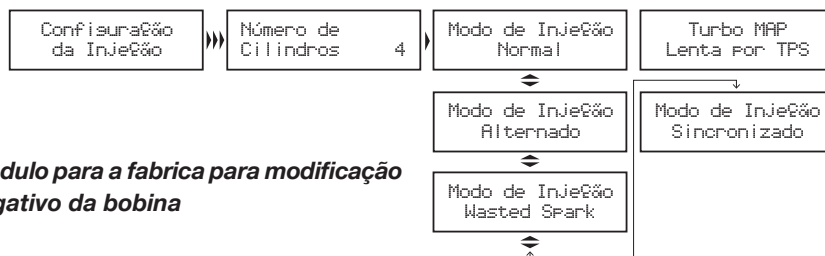 Configuração
da Injeção
Número de
Cilindros 4
Modo de Injeção
Normal
Turbo MAP
Lenta por TPS
Modo de Injeção
Alternado
Modo de Injeção
Sincronizado
dulo para a fabrica para modificação
gativo da bobina
Modo de Injeção
Wasted Spark